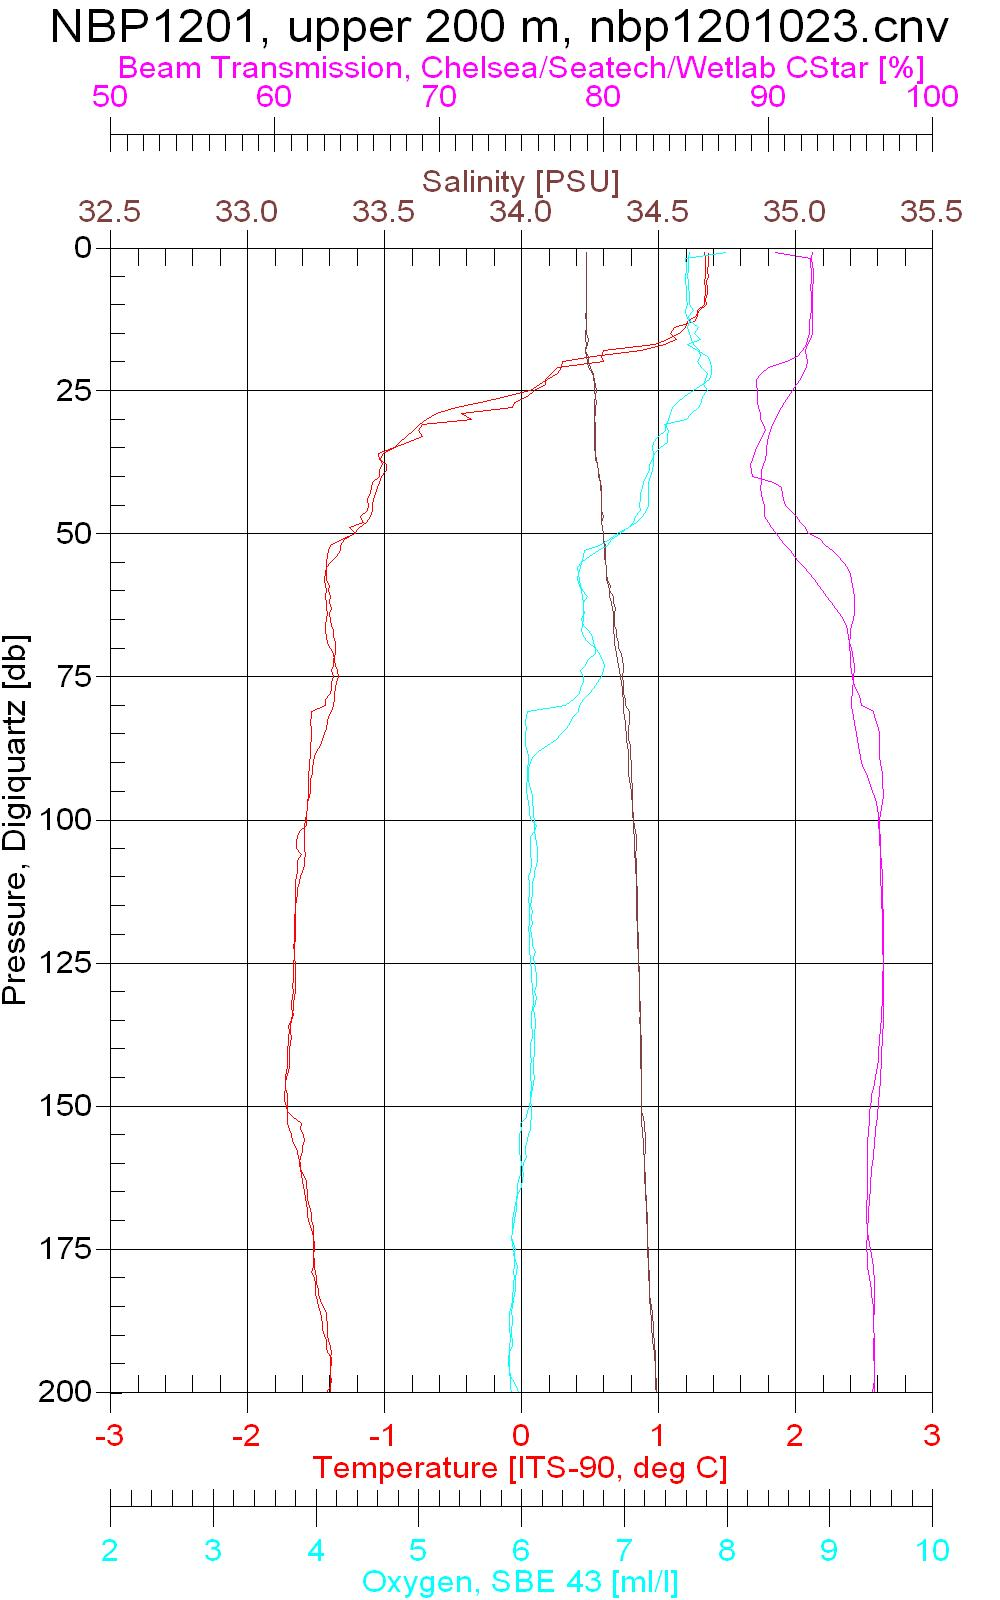 NBP1201, upper 200 m, nbp1201023.cnv
Beam Transmission, Chelsea/Seatech/Wetlab CStar [%]
50 60 70 80 90 100
Salinity [PSU]
32.5 33.0 33.5 34.0 34.5 35.0 35.5
0
25
50
75
100
125
150
175
200
Pressure, Digiquartz [db]
-3 -2 -1 0 1 2 3
Temperature [ITS-90, deg C]
2 3 4 5 6 7 8 9 10
Oxygen, SBE 43 [ml/l]